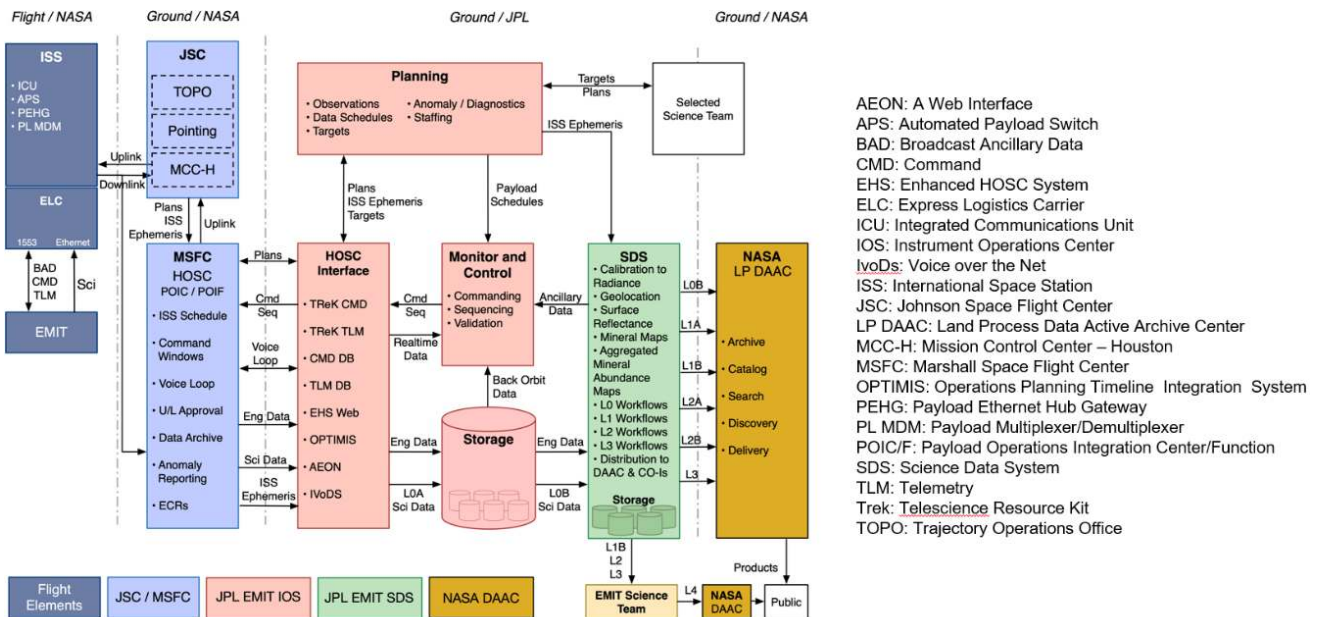 Flight / NASA
Ground / NASA
Ground / JPL
Ground / NASA
ISS
• ICU
• APS
• PEHG
• PL MDM
ELC
1553 Ethernet
BAD
CMD
TLM
Sci
EMIT
Uplink
Downlink
JSC
TOPO
Pointing
MCC-H
Plans
ISS
Ephemeris
Uplink
MSFC
HOSC
POIC / POIF
• ISS Schedule
• Command
Windows
• Voice Loop
• U/L Approval
• Data Archive
• Anomaly
Reporting
• ECRs
Plans
Cmd
Seq
Voice
Loop
Eng Data
Sci Data
ISS
Ephemeris
Planning
• Observations
• Data Schedules
• Targets
• Anomaly / Diagnostics
• Staffing
Targets
Plans
Selected
Science Team
ISS Ephemeris
Plans
ISS Ephemeris
Targets
Payload
Schedules
HOSC
Interface
• TReK CMD
• TReK TLM
• CMD DB
• TLM DB
• EHS Web
• OPTIMIS
• AEON
• IVoDS
Cmd
Seq
Realtime
Data
Eng Data
L0A
Sci Data
Monitor and
Control
• Commanding
• Sequencing
• Validation
Back Orbit
Data
Storage
Ancillary
Data
Eng Data
L0B
Sci Data
SDS
• Calibration to
Radiance
• Geolocation
• Surface
Reflectance
• Mineral Maps
• Aggregated
Mineral
Abundance
Maps
• L0 Workflows
• L1 Workflows
• L2 Workflows
• L3 Workflows
• Distribution to
DAAC & CO-Is
Storage
L0B
L1A
L1B
L2A
L2B
L3
NASA
LP DAAC
• Archive
• Catalog
• Search
• Discovery
• Delivery
L1B
L2
L3
Products
EMIT Science
Team
L4
NASA
DAAC
Public
Flight
Elements
JSC / MSFC
JPL EMIT IOS
JPL EMIT SDS
NASA DAAC
AEON: A Web Interface
APS: Automated Payload Switch
BAD: Broadcast Ancillary Data
CMD: Command
EHS: Enhanced HOSC System
ELC: Express Logistics Carrier
ICU: Integrated Communications Unit
IOS: Instrument Operations Center
IvoDs: Voice over the Net
ISS: International Space Station
JSC: Johnson Space Flight Center
LP DAAC: Land Process Data Active Archive Center
MCC-H: Mission Control Center – Houston
MSFC: Marshall Space Flight Center
OPTIMIS: Operations Planning Timeline Integration System
PEHG: Payload Ethernet Hub Gateway
PL MDM: Payload Multiplexer/Demultiplexer
POIC/F: Payload Operations Integration Center/Function
SDS: Science Data System
TLM: Telemetry
Trek: Telescience Resource Kit
TOPO: Trajectory Operations Office